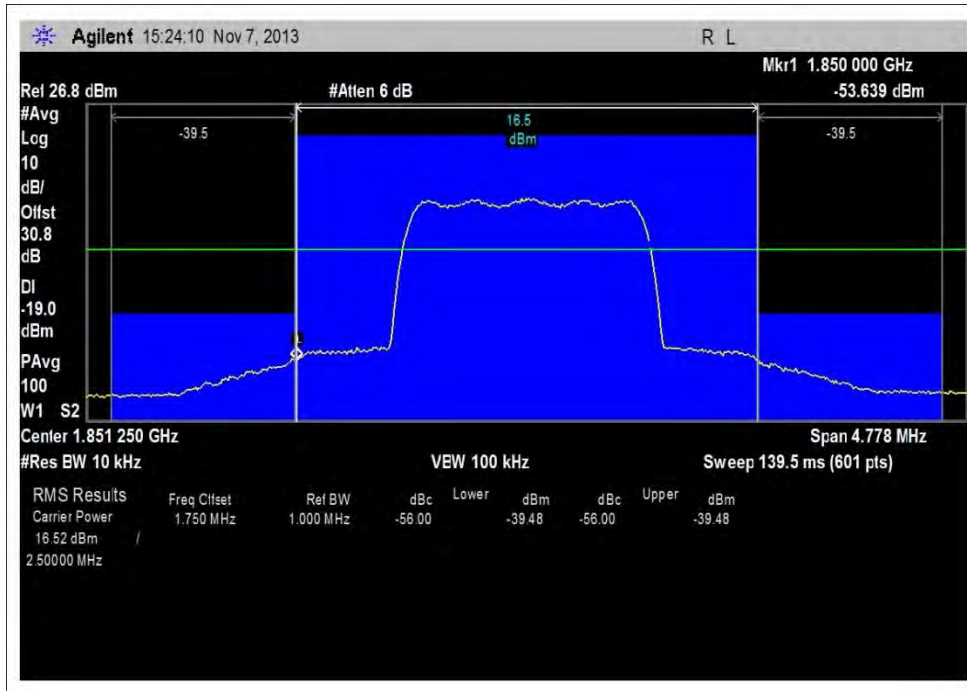 Agilent 15:24:10 Nov 7, 2013 R L
Mkr1 1.850 000 GHz
Ref 26.8 dBm #Atten 6 dB -53.639 dBm
#Avg
Log
10
dB/
Offst
30.8
dB
DI
-19.0
dBm
PAvg
100
W1 S2
-39.5 16.5 -39.5
dBm
1
Center 1.851 250 GHz Span 4.778 MHz
#Res BW 10 kHz VBW 100 kHz Sweep 139.5 ms (601 pts)
RMS Results Freq Offset Ref BW dBc Lower dBm dBc Upper dBm
Carrier Power 1.750 MHz 1.000 MHz -56.00 -39.48 -56.00 -39.48
16.52 dBm /
2.50000 MHz